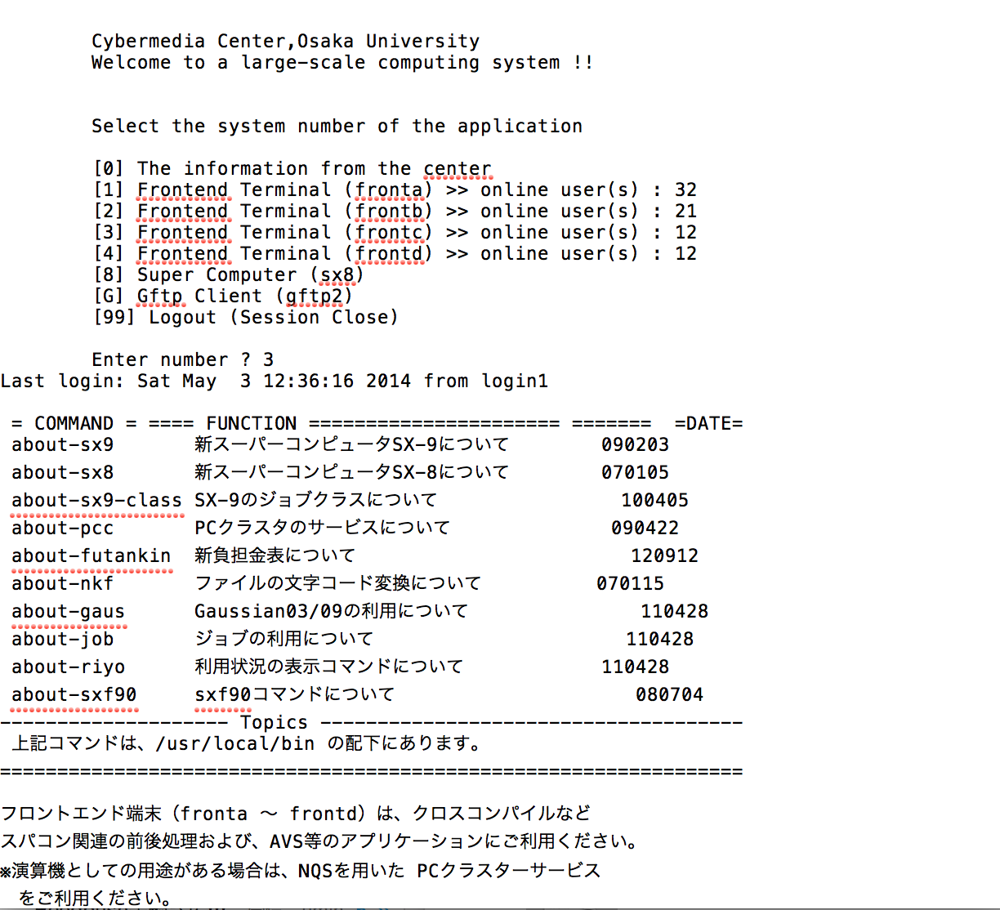 Cybermedia Center,Osaka University
Welcome to a large-scale computing system !!
Select the system number of the application
[0] The information from the center
[1] Frontend Terminal (fronta) >> online user(s) : 32
[2] Frontend Terminal (frontb) >> online user(s) : 21
[3] Frontend Terminal (frontc) >> online user(s) : 12
[4] Frontend Terminal (frontd) >> online user(s) : 12
[8] Super Computer (sx8)
[G] Gftp Client (gftp2)
[99] Logout (Session Close)
Enter number ? 3
Last login: Sat May  3 12:36:16 2014 from login1
= COMMAND = ==== FUNCTION ====================== =======  =DATE=
about-sx9 新スーパーコンピュータSX-9について 090203
about-sx8 新スーパーコンピュータSX-8について 070105
about-sx9-class SX-9のジョブクラスについて 100405
about-pcc PCクラスタのサービスについて 090422
about-futankin 新負担金表について 120912
about-nkf ファイルの文字コード変換について 070115
about-gaus Gaussian03/09の利用について 110428
about-job ジョブの利用について 110428
about-riyo 利用状況の表示コマンドについて 110428
about-sxf90 sxf90コマンドについて 080704
-------------------- Topics -------------------------------------
上記コマンドは、/usr/local/bin の配下にあります。
=================================================================
フロントエンド端末（fronta 〜 frontd）は、クロスコンパイルなど
スパコン関連の前後処理および、AVS等のアプリケーションにご利用ください。
※演算機としての用途がある場合は、NQSを用いた PCクラスターサービス
をご利用ください。